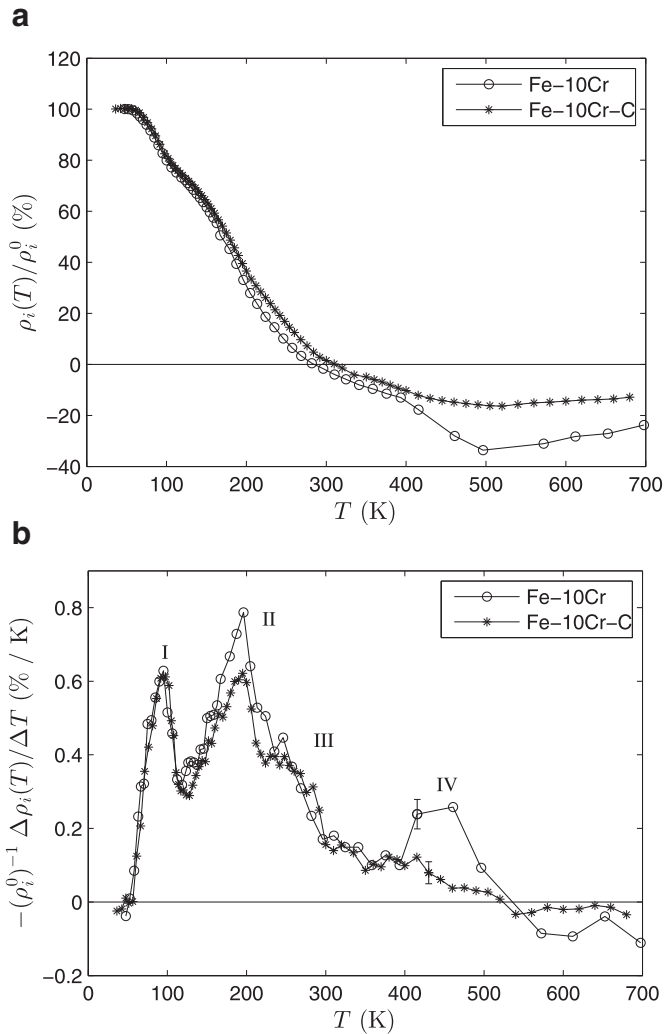 a
120
100
80
60
40
20
0
−20
−40
ρᵢ(T)/ρᵢ⁰ (%)
Fe−10Cr
Fe−10Cr−C
0 100 200 300 400 500 600 700
T (K)
b
0.8
0.6
0.4
0.2
0
−0.2
−(ρᵢ⁰)⁻¹ Δρᵢ(T)/ΔT (% / K)
Fe−10Cr
Fe−10Cr−C
I
II
III
IV
0 100 200 300 400 500 600 700
T (K)